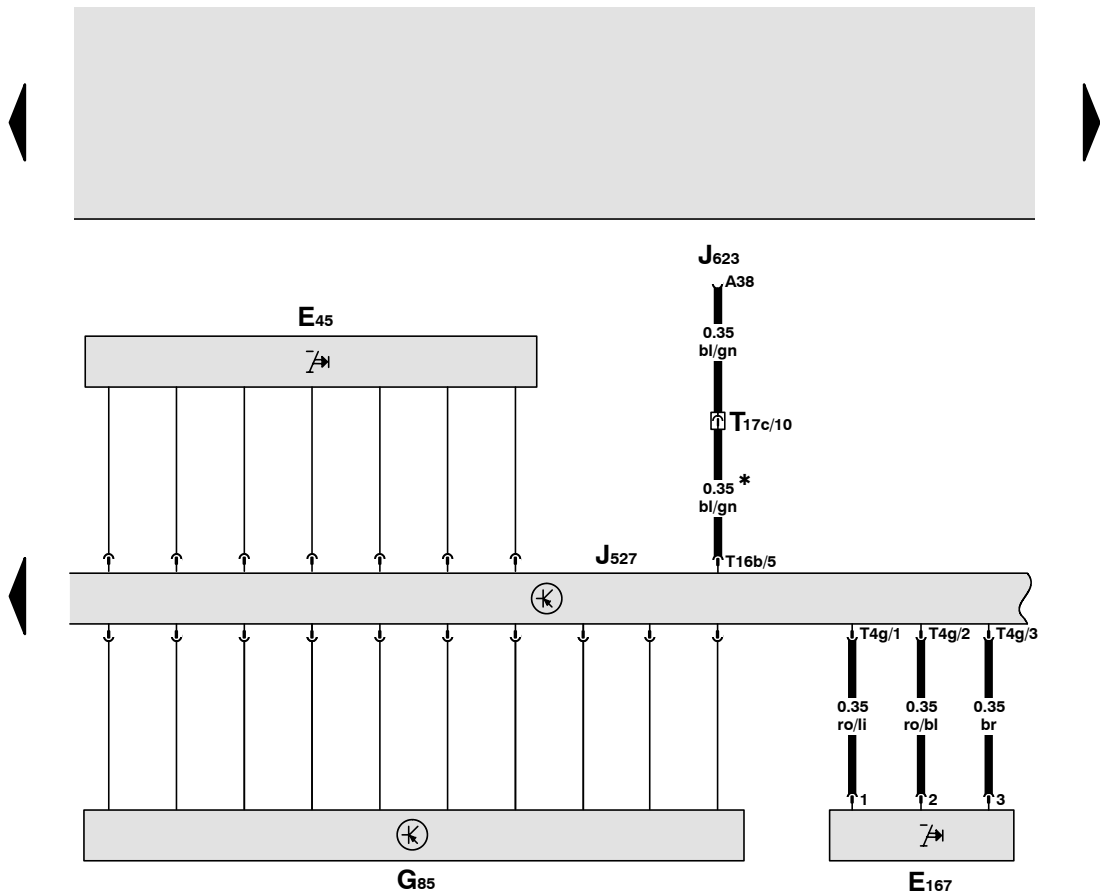 J623
A38
0.35
bl/gn
E45
T17c/10
0.35 *
bl/gn
J527
T16b/5
T4g/1
T4g/2
T4g/3
0.35
ro/li
0.35
ro/bl
0.35
br
1
2
3
G85
E167